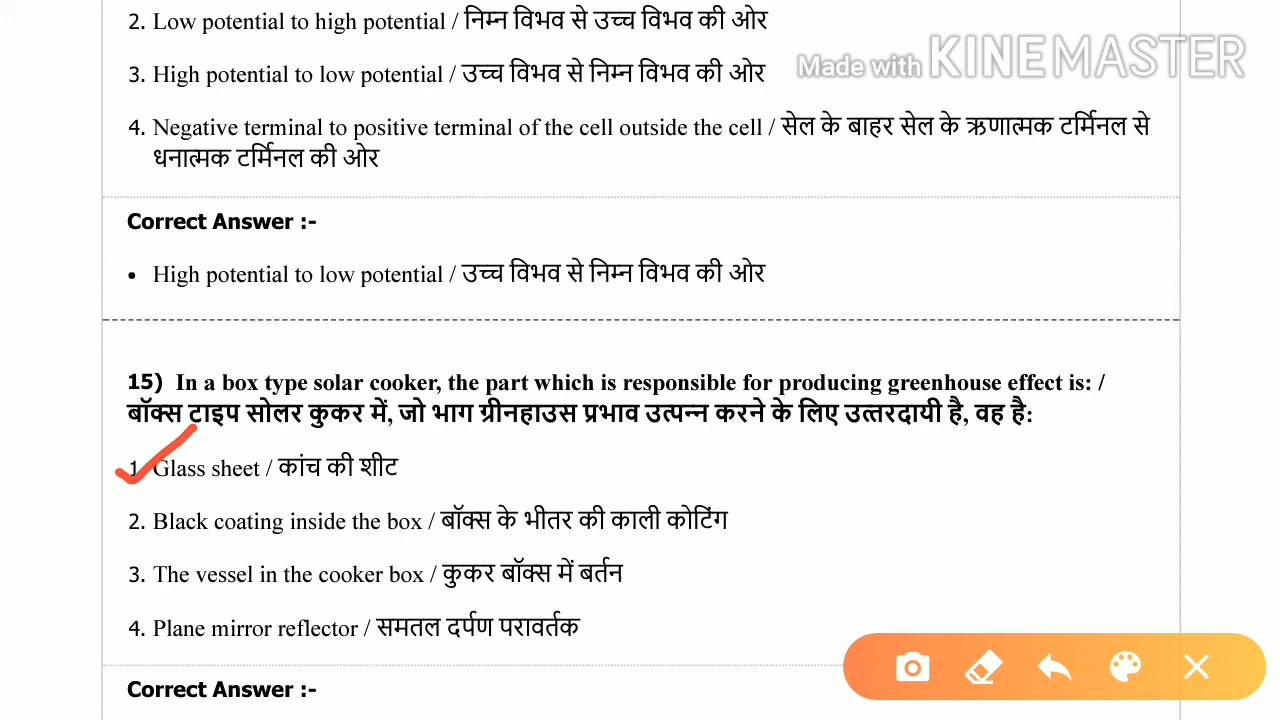 2. Low potential to high potential / निम्न विभव से उच्च विभव की ओर
Made with KINEMASTER
3. High potential to low potential / उच्च विभव से निम्न विभव की ओर
4. Negative terminal to positive terminal of the cell outside the cell / सेल के बाहर सेल के ऋणात्मक टर्मिनल से
धनात्मक टर्मिनल की ओर
Correct Answer :-
• High potential to low potential / उच्च विभव से निम्न विभव की ओर
15) In a box type solar cooker, the part which is responsible for producing greenhouse effect is: /
बॉक्स टाइप सोलर कुकर में, जो भाग ग्रीनहाउस प्रभाव उत्पन्न करने के लिए उत्तरदायी है, वह है:
1. Glass sheet / कांच की शीट
2. Black coating inside the box / बॉक्स के भीतर की काली कोटिंग
3. The vessel in the cooker box / कुकर बॉक्स में बर्तन
4. Plane mirror reflector / समतल दर्पण परावर्तक
Correct Answer :-